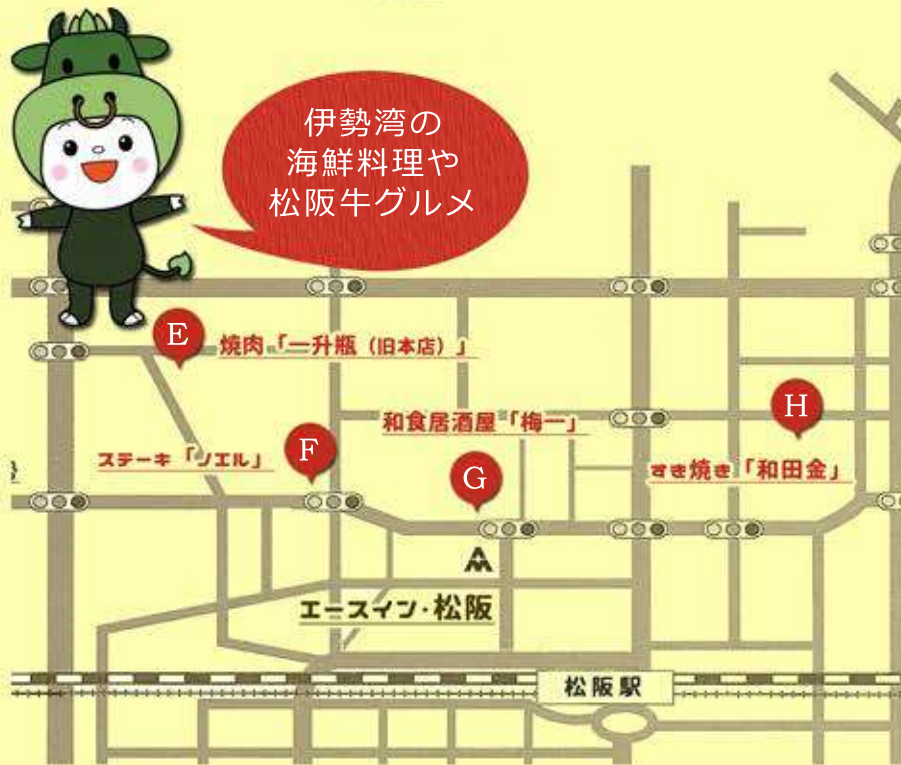 伊勢湾の
海鮮料理や
松阪牛グルメ
E
焼肉「一升瓶（旧本店）」
F
ステーキ「ノエル」
和食居酒屋「梅一」
G
H
すき焼き「和田金」
エースイン・松阪
松阪駅